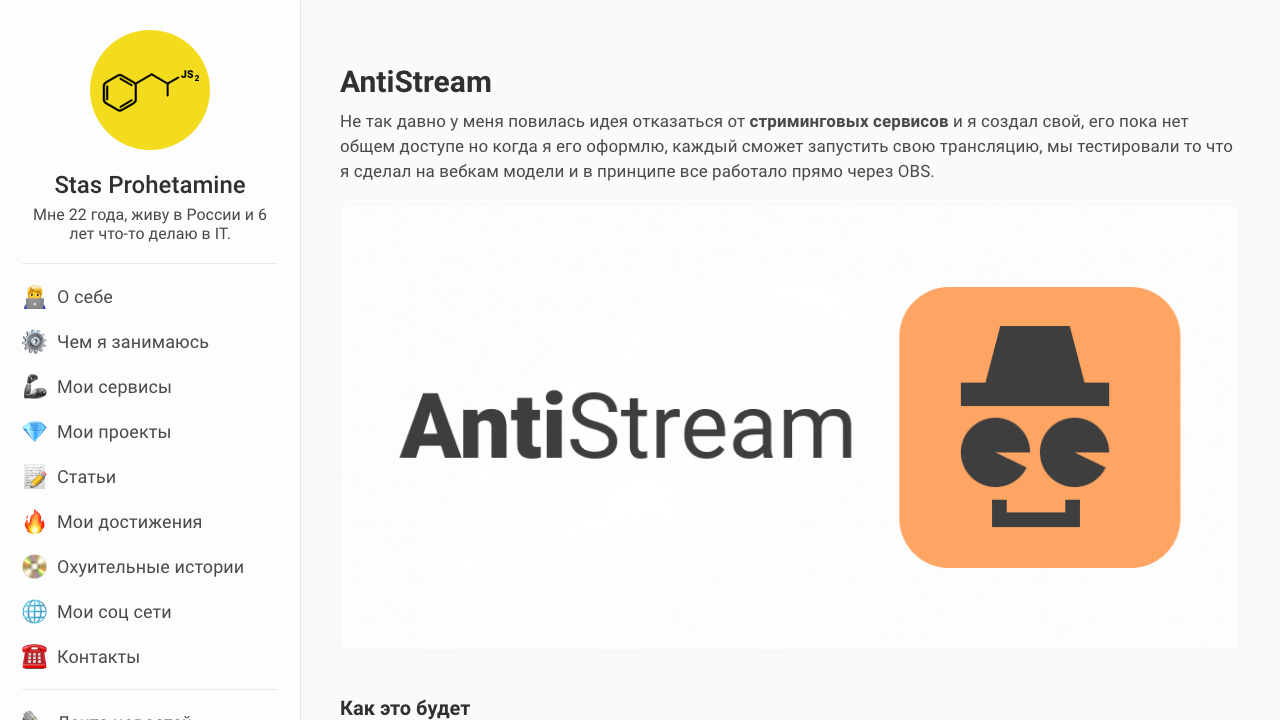 JS2
Stas Prohetamine
Мне 22 года, живу в России и 6
лет что-то делаю в IT.
О себе
Чем я занимаюсь
Мои сервисы
Мои проекты
Статьи
Мои достижения
Охуительные истории
Мои соц сети
Контакты
AntiStream
Не так давно у меня повилась идея отказаться от стриминговых сервисов и я создал свой, его пока нет
общем доступе но когда я его оформлю, каждый сможет запустить свою трансляцию, мы тестировали то что
я сделал на вебкам модели и в принципе все работало прямо через OBS.
AntiStream
Как это будет